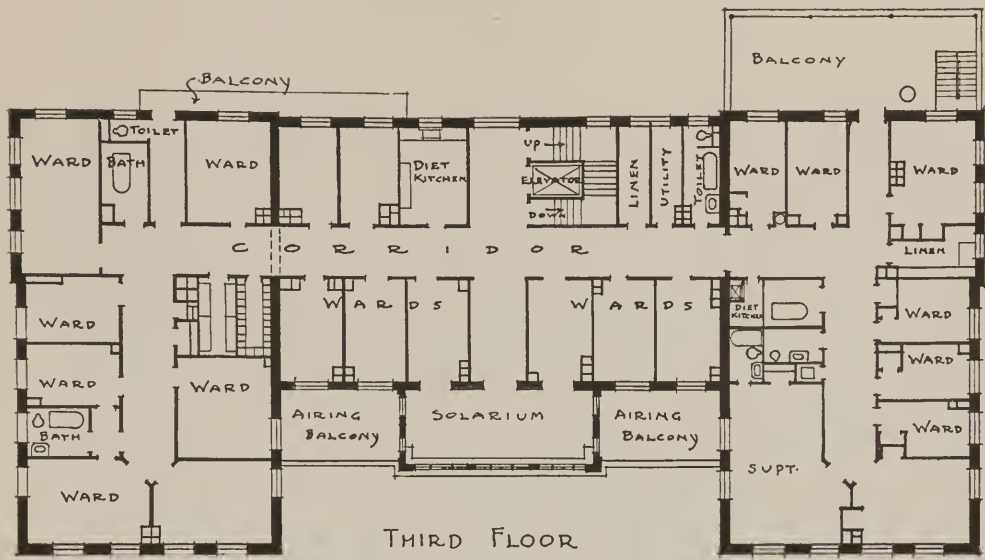 BALCONY
BALCONY
TOILET
WARD
BATH
WARD
DIET
KITCHEN
UP
ELEVATOR
DOWN
LINEN
UTILITY
TOILET
WARD
WARD
WARD
LINEN
CORRIDOR
WARDS
WARDS
WARD
WARD
WARD
BATH
WARD
AIRING
BALCONY
SOLARIUM
AIRING
BALCONY
DIET
KITCHEN
WARD
WARD
WARD
SUPT.
THIRD FLOOR